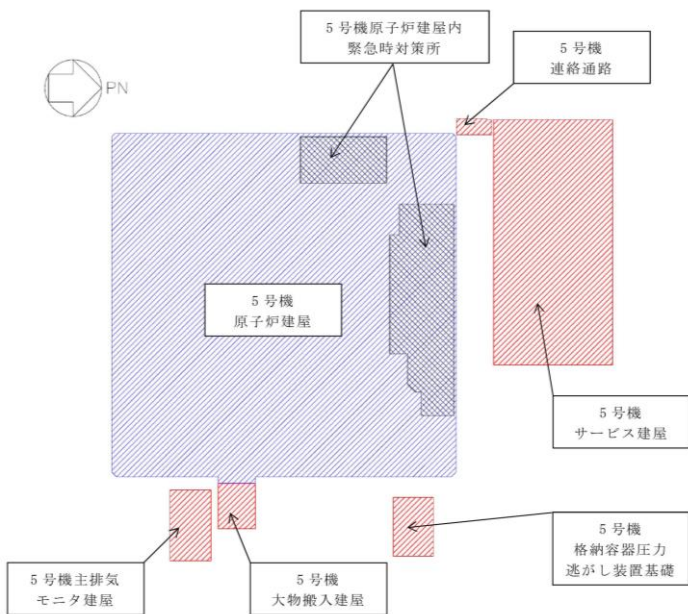 5号機原子炉建屋内
緊急時対策所
5号機
連絡通路
PN
5号機
原子炉建屋
5号機
サービス建屋
5号機主排気
モニタ建屋
5号機
大物搬入建屋
5号機
格納容器圧力
逃がし装置基礎